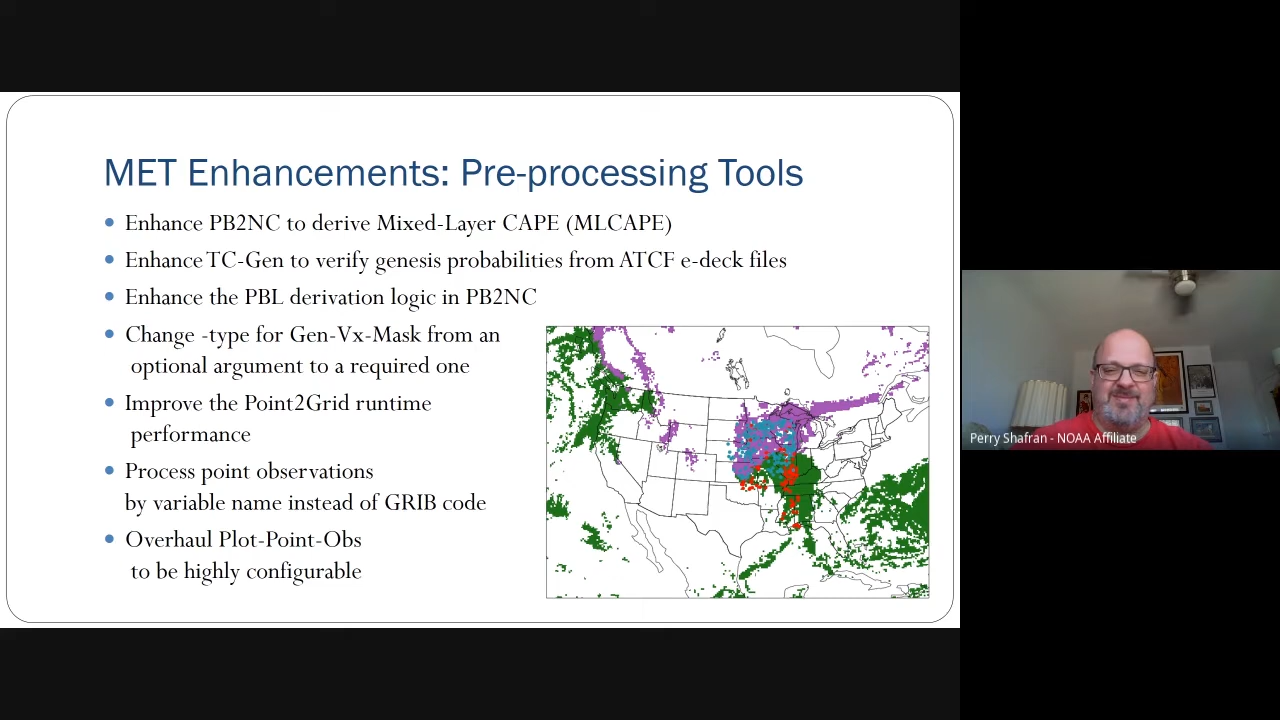 MET Enhancements: Pre-processing Tools
Enhance PB2NC to derive Mixed-Layer CAPE (MLCAPE)
Enhance TC-Gen to verify genesis probabilities from ATCF e-deck files
Enhance the PBL derivation logic in PB2NC
Change -type for Gen-Vx-Mask from an
optional argument to a required one
Improve the Point2Grid runtime
performance
Process point observations
by variable name instead of GRIB code
Overhaul Plot-Point-Obs
to be highly configurable
Perry Shafran - NOAA Affiliate